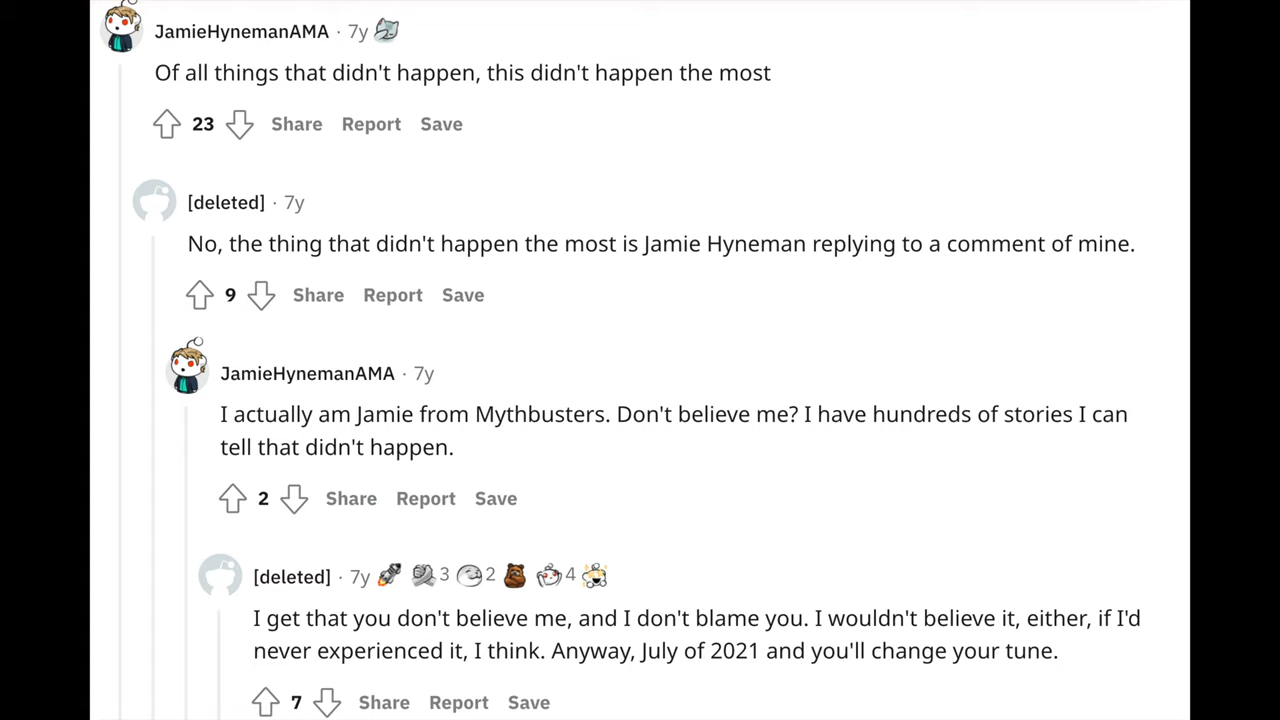 JamieHynemanAMA · 7y
Of all things that didn't happen, this didn't happen the most
23 Share Report Save
[deleted] · 7y
No, the thing that didn't happen the most is Jamie Hyneman replying to a comment of mine.
9 Share Report Save
JamieHynemanAMA · 7y
I actually am Jamie from Mythbusters. Don't believe me? I have hundreds of stories I can
tell that didn't happen.
2 Share Report Save
[deleted] · 7y 3 2 4
I get that you don't believe me, and I don't blame you. I wouldn't believe it, either, if I'd
never experienced it, I think. Anyway, July of 2021 and you'll change your tune.
7 Share Report Save